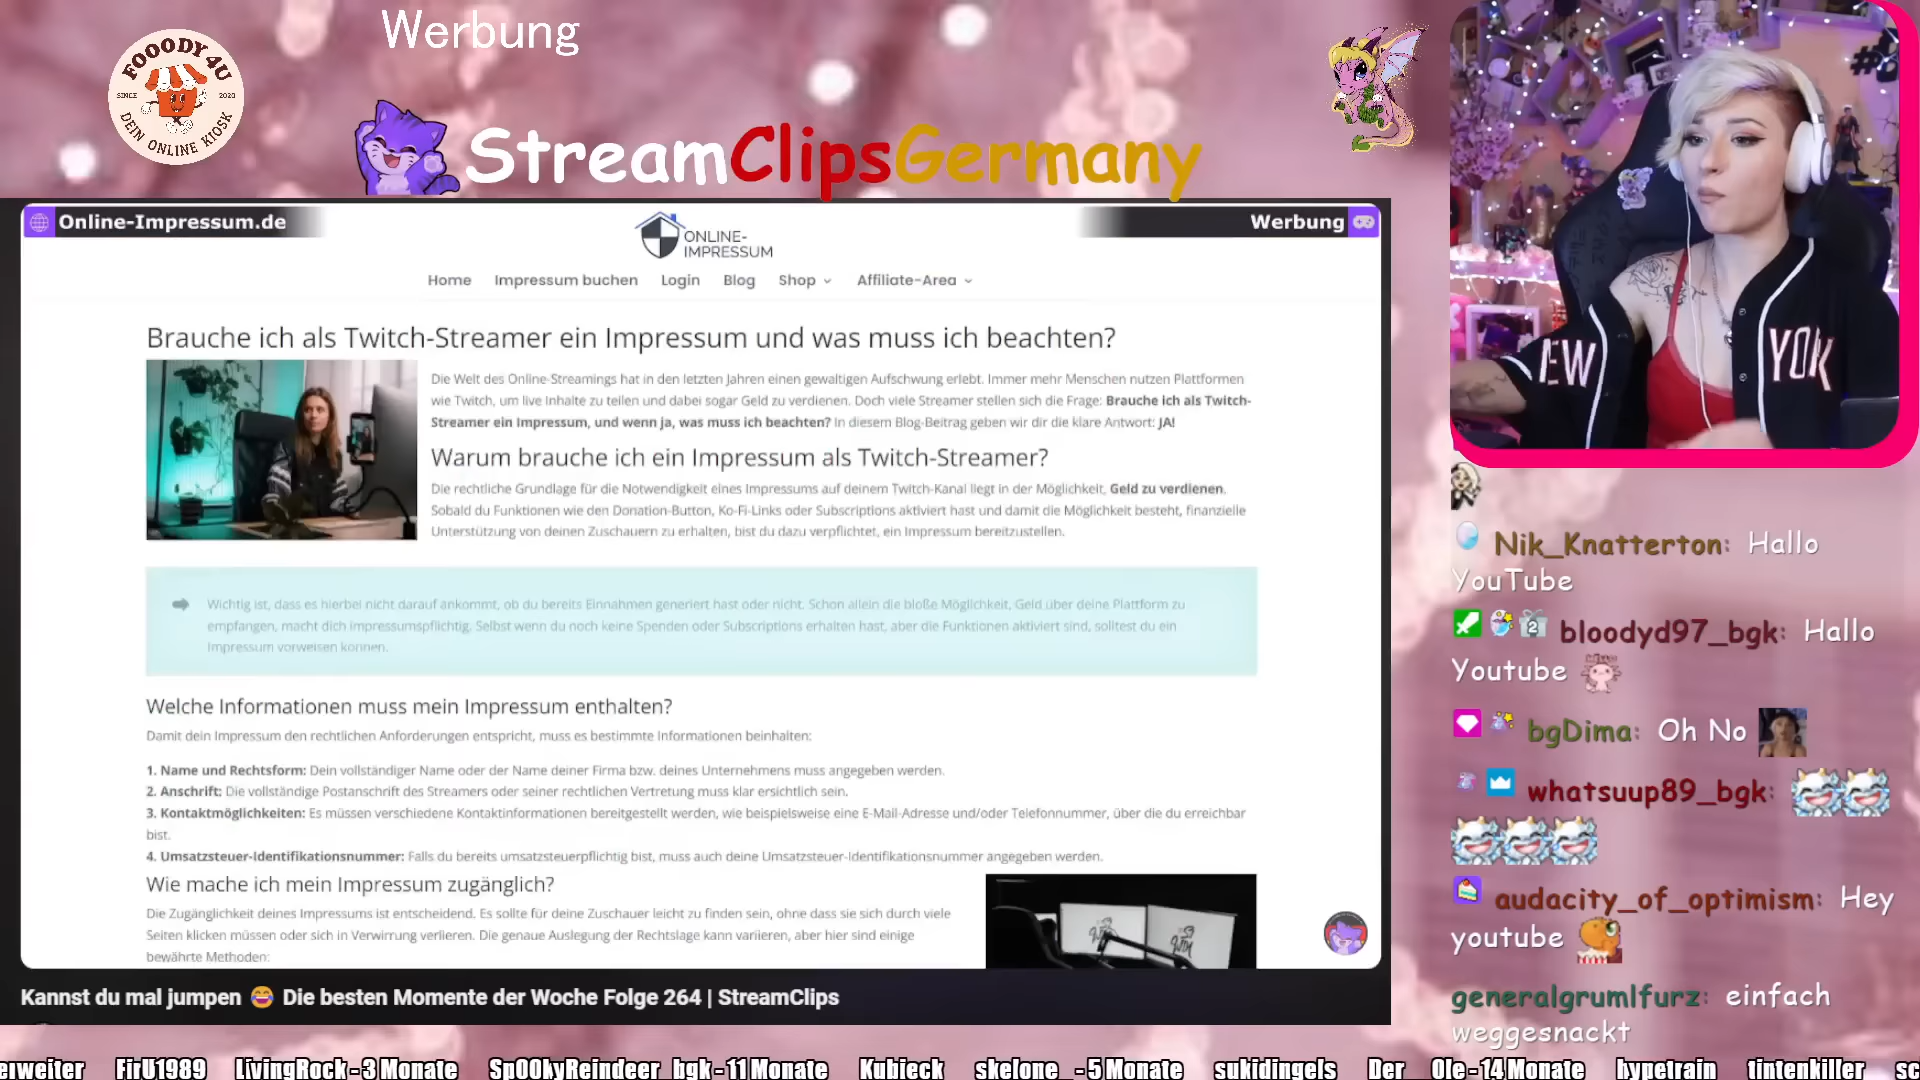 Werbung
FOOODY4U
SINCE 2020
DEIN ONLINE KIOSK
StreamClipsGermany
Online-Impressum.de
Werbung
ONLINE-
IMPRESSUM
Home Impressum buchen Login Blog Shop Affiliate-Area
Brauche ich als Twitch-Streamer ein Impressum und was muss ich beachten?
Die Welt des Online-Streamings hat in den letzten Jahren einen gewaltigen Aufschwung erlebt. Immer mehr Menschen nutzen Plattformen
wie Twitch, um live Inhalte zu teilen und dabei sogar Geld zu verdienen. Doch viele Streamer stellen sich die Frage: Brauche ich als Twitch-
Streamer ein Impressum, und wenn ja, was muss ich beachten? In diesem Blog-Beitrag geben wir dir die klare Antwort: JA!
Warum brauche ich ein Impressum als Twitch-Streamer?
Die rechtliche Grundlage für die Notwendigkeit eines Impressums auf deinem Twitch-Kanal liegt in der Möglichkeit, Geld zu verdienen.
Sobald du Funktionen wie den Donation-Button, Ko-Fi-Links oder Subscriptions aktiviert hast und damit die Möglichkeit besteht, finanzielle
Unterstützung von deinen Zuschauern zu erhalten, bist du dazu verpflichtet, ein Impressum bereitzustellen.
Wichtig ist, dass es hierbei nicht darauf ankommt, ob du bereits Einnahmen generiert hast oder nicht. Schon allein die bloße Möglichkeit, Geld über deine Plattform zu
empfangen, macht dich impressumspflichtig. Selbst wenn du noch keine Spenden oder Subscriptions erhalten hast, aber die Funktionen aktiviert sind, solltest du ein
Impressum vorweisen können.
Welche Informationen muss mein Impressum enthalten?
Damit dein Impressum den rechtlichen Anforderungen entspricht, muss es bestimmte Informationen beinhalten:
1. Name und Rechtsform: Dein vollständiger Name oder der Name deiner Firma bzw. deines Unternehmens muss angegeben werden.
2. Anschrift: Die vollständige Postanschrift des Streamers oder seiner rechtlichen Vertretung muss klar ersichtlich sein.
3. Kontaktmöglichkeiten: Es müssen verschiedene Kontaktinformationen bereitgestellt werden, wie beispielsweise eine E-Mail-Adresse und/oder Telefonnummer, über die du erreichbar
bist.
4. Umsatzsteuer-Identifikationsnummer: Falls du bereits umsatzsteuerpflichtig bist, muss auch deine Umsatzsteuer-Identifikationsnummer angegeben werden.
Wie mache ich mein Impressum zugänglich?
Die Zugänglichkeit deines Impressums ist entscheidend. Es sollte für deine Zuschauer leicht zu finden sein, ohne dass sie sich durch viele
Seiten klicken müssen oder sich in Verwirrung verlieren. Die genaue Auslegung der Rechtslage kann variieren, aber hier sind einige
bewährte Methoden:
Kannst du mal jumpen 😂 Die besten Momente der Woche Folge 264 | StreamClips
EW YORK
Nik_Knatterton: Hallo
YouTube
bloodyd97_bgk: Hallo
Youtube
bgDima: Oh No
whatsuup89_bgk:
audacity_of_optimism: Hey
youtube
generalgrumlfurz: einfach
weggesnackt
erweiter FirU1989 LivingRock - 3 Monate Sp00kyReindeer_bgk - 11 Monate Kubieck skelone_ - 5 Monate sukidingels Der_Ole - 14 Monate hypetrain tintenkiller sc